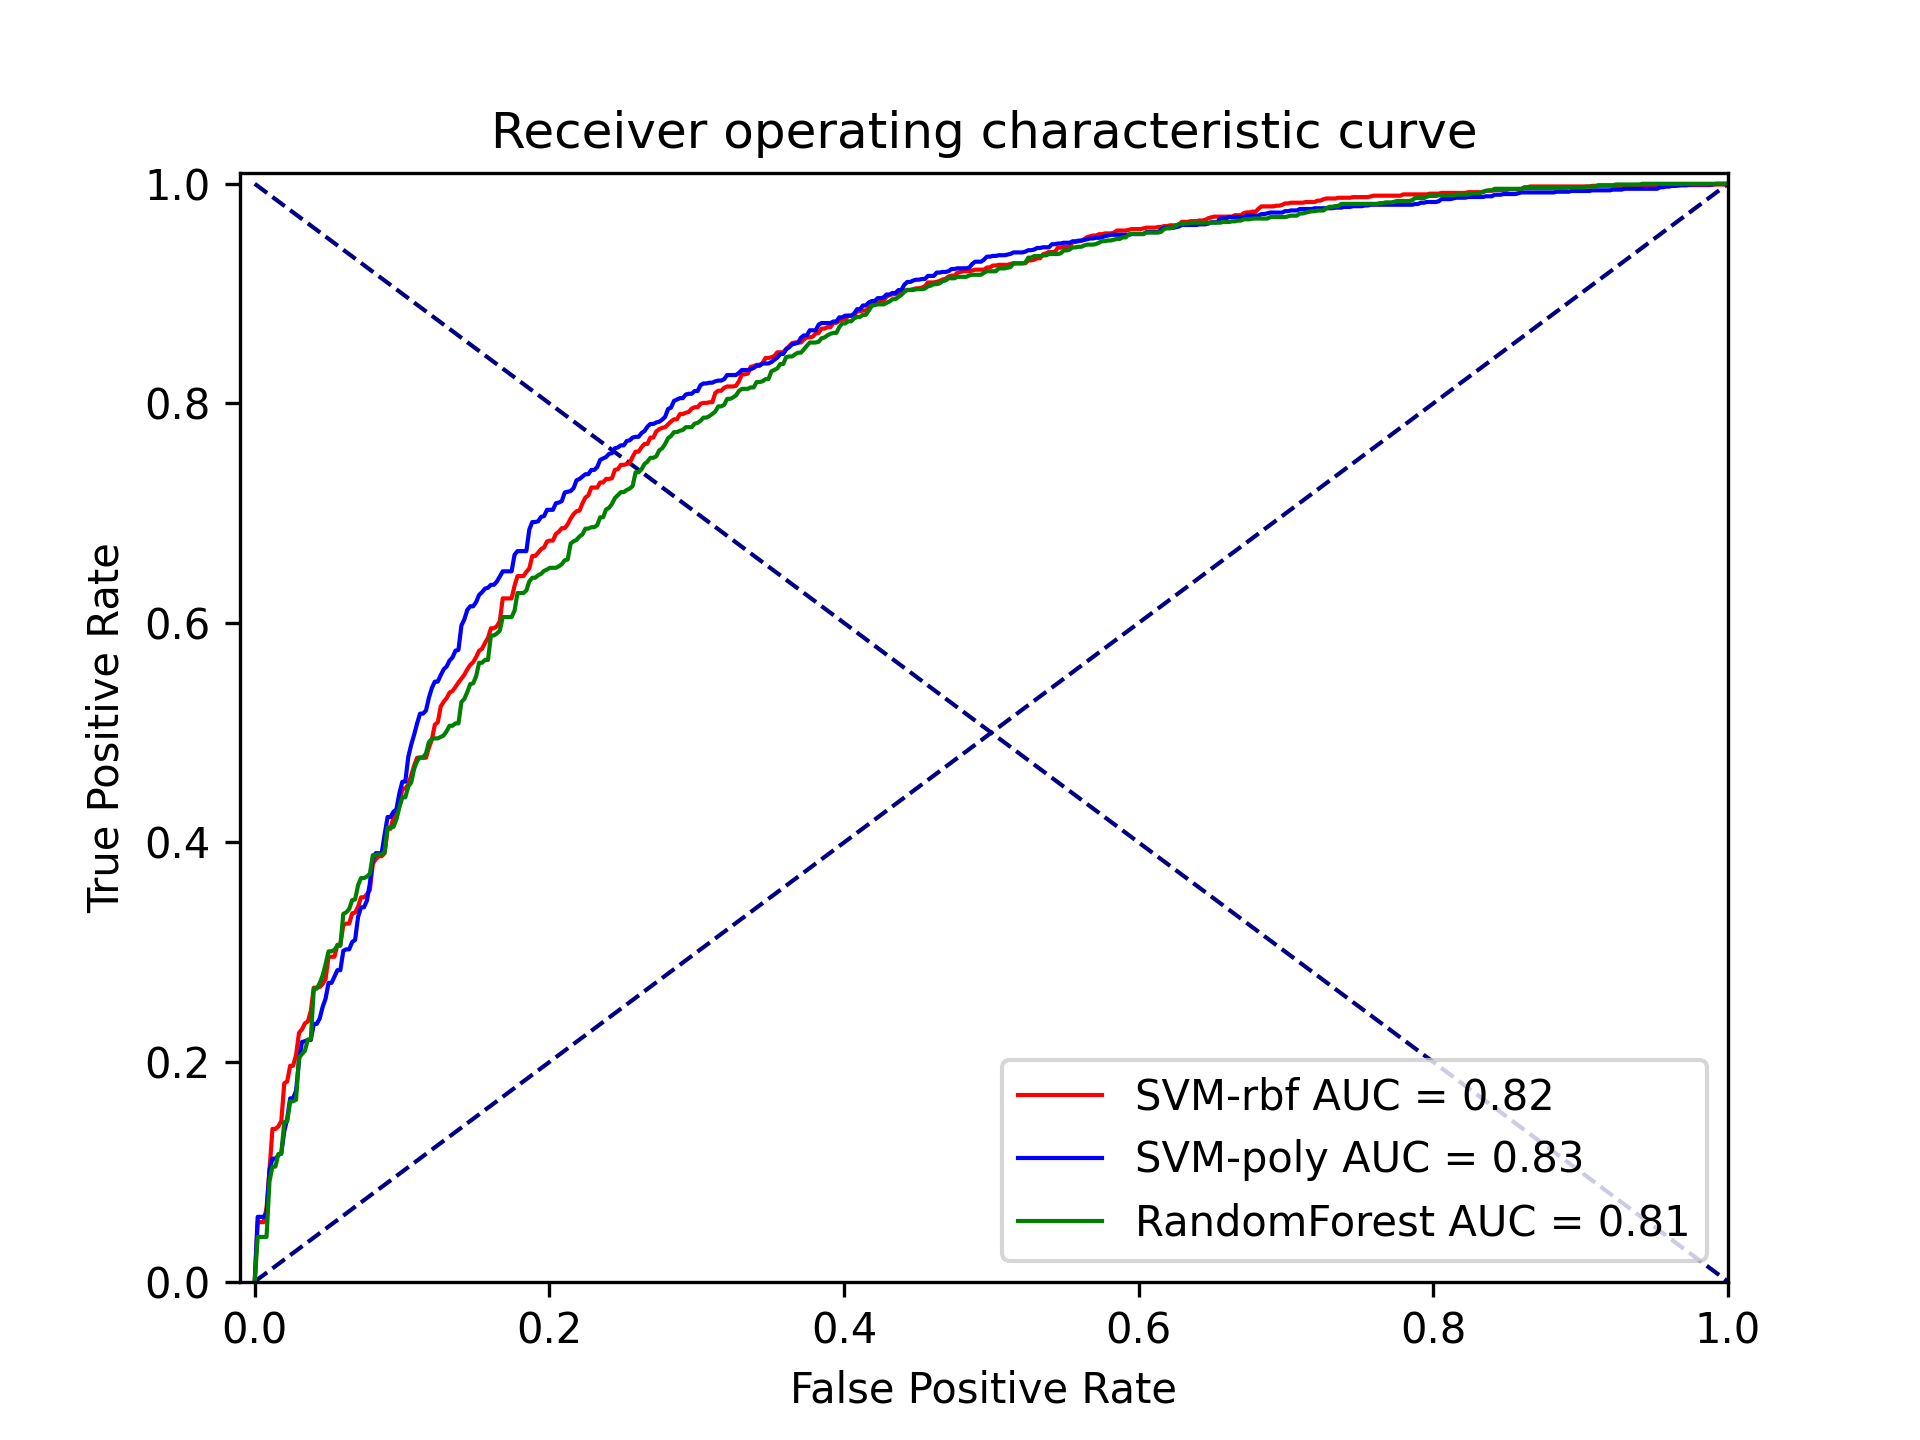 Receiver operating characteristic curve
1.0
0.8
0.6
0.4
0.2
0.0
True Positive Rate
SVM-rbf AUC = 0.82
SVM-poly AUC = 0.83
RandomForest AUC = 0.81
0.0 0.2 0.4 0.6 0.8 1.0
False Positive Rate